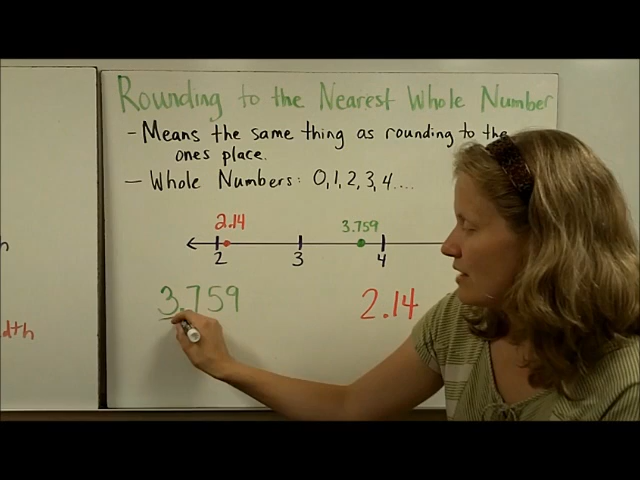 Rounding to the Nearest Whole Number
- Means the same thing as rounding to the
ones place.
- Whole Numbers: 0, 1, 2, 3, 4....
2.14 3.759
2 3 4
3.759 2.14